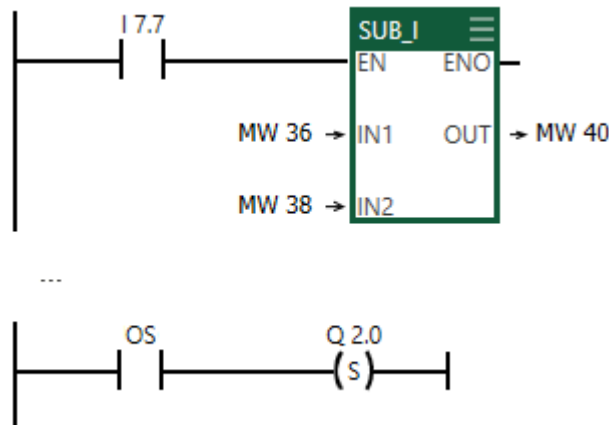 I 7.7
SUB_I
EN ENO
MW 36 → IN1 OUT → MW 40
MW 38 → IN2
---
OS Q 2.0
( S )